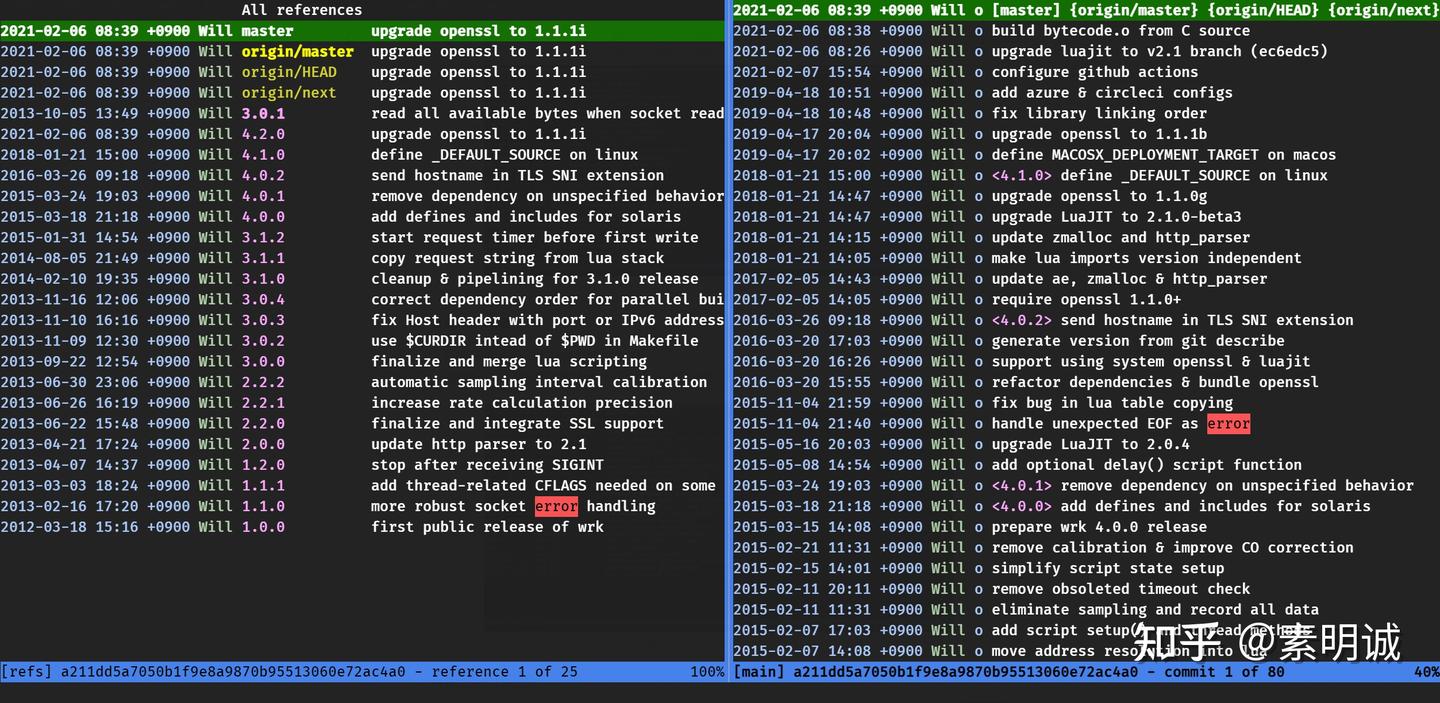 All references
2021-02-06 08:39 +0900 Will master upgrade openssl to 1.1.1i
2021-02-06 08:39 +0900 Will origin/master upgrade openssl to 1.1.1i
2021-02-06 08:39 +0900 Will origin/HEAD upgrade openssl to 1.1.1i
2021-02-06 08:39 +0900 Will origin/next upgrade openssl to 1.1.1i
2013-10-05 13:49 +0900 Will 3.0.1 read all available bytes when socket read
2021-02-06 08:39 +0900 Will 4.2.0 upgrade openssl to 1.1.1i
2018-01-21 15:00 +0900 Will 4.1.0 define _DEFAULT_SOURCE on linux
2016-03-26 09:18 +0900 Will 4.0.2 send hostname in TLS SNI extension
2015-03-24 19:03 +0900 Will 4.0.1 remove dependency on unspecified behavior
2015-03-18 21:18 +0900 Will 4.0.0 add defines and includes for solaris
2015-01-31 14:54 +0900 Will 3.1.2 start request timer before first write
2014-08-05 21:49 +0900 Will 3.1.1 copy request string from lua stack
2014-02-10 19:35 +0900 Will 3.1.0 cleanup & pipelining for 3.1.0 release
2013-11-16 12:06 +0900 Will 3.0.4 correct dependency order for parallel bui
2013-11-10 16:16 +0900 Will 3.0.3 fix Host header with port or IPv6 address
2013-11-09 12:30 +0900 Will 3.0.2 use $CURDIR intead of $PWD in Makefile
2013-09-22 12:54 +0900 Will 3.0.0 finalize and merge lua scripting
2013-06-30 23:06 +0900 Will 2.2.2 automatic sampling interval calibration
2013-06-26 16:19 +0900 Will 2.2.1 increase rate calculation precision
2013-06-22 15:48 +0900 Will 2.2.0 finalize and integrate SSL support
2013-04-21 17:24 +0900 Will 2.0.0 update http parser to 2.1
2013-04-07 14:37 +0900 Will 1.2.0 stop after receiving SIGINT
2013-03-03 18:24 +0900 Will 1.1.1 add thread-related CFLAGS needed on some
2013-02-16 17:20 +0900 Will 1.1.0 more robust socket error handling
2012-03-18 15:16 +0900 Will 1.0.0 first public release of wrk
[refs] a211dd5a7050b1f9e8a9870b95513060e72ac4a0 - reference 1 of 25 100%
2021-02-06 08:39 +0900 Will o [master] {origin/master} {origin/HEAD} {origin/next}
2021-02-06 08:38 +0900 Will o build bytecode.o from C source
2021-02-06 08:26 +0900 Will o upgrade luajit to v2.1 branch (ec6edc5)
2021-02-07 15:54 +0900 Will o configure github actions
2019-04-18 10:51 +0900 Will o add azure & circleci configs
2019-04-18 10:48 +0900 Will o fix library linking order
2019-04-17 20:04 +0900 Will o upgrade openssl to 1.1.1b
2019-04-17 20:02 +0900 Will o define MACOSX_DEPLOYMENT_TARGET on macos
2018-01-21 15:00 +0900 Will o <4.1.0> define _DEFAULT_SOURCE on linux
2018-01-21 14:47 +0900 Will o upgrade openssl to 1.1.0g
2018-01-21 14:47 +0900 Will o upgrade LuaJIT to 2.1.0-beta3
2018-01-21 14:15 +0900 Will o update zmalloc and http_parser
2018-01-21 14:05 +0900 Will o make lua imports version independent
2017-02-05 14:43 +0900 Will o update ae, zmalloc & http_parser
2017-02-05 14:05 +0900 Will o require openssl 1.1.0+
2016-03-26 09:18 +0900 Will o <4.0.2> send hostname in TLS SNI extension
2016-03-20 17:03 +0900 Will o generate version from git describe
2016-03-20 16:26 +0900 Will o support using system openssl & luajit
2016-03-20 15:55 +0900 Will o refactor dependencies & bundle openssl
2015-11-04 21:59 +0900 Will o fix bug in lua table copying
2015-11-04 21:40 +0900 Will o handle unexpected EOF as error
2015-05-16 20:03 +0900 Will o upgrade LuaJIT to 2.0.4
2015-05-08 14:54 +0900 Will o add optional delay() script function
2015-03-24 19:03 +0900 Will o <4.0.1> remove dependency on unspecified behavior
2015-03-18 21:18 +0900 Will o <4.0.0> add defines and includes for solaris
2015-03-15 14:08 +0900 Will o prepare wrk 4.0.0 release
2015-02-21 11:31 +0900 Will o remove calibration & improve CO correction
2015-02-15 14:01 +0900 Will o simplify script state setup
2015-02-11 20:11 +0900 Will o remove obsoleted timeout check
2015-02-11 11:31 +0900 Will o eliminate sampling and record all data
2015-02-07 17:03 +0900 Will o add script setup() and thread methods
2015-02-07 14:08 +0900 Will o move address resolution into lua
[main] a211dd5a7050b1f9e8a9870b95513060e72ac4a0 - commit 1 of 80 40%
知乎 @素明诚